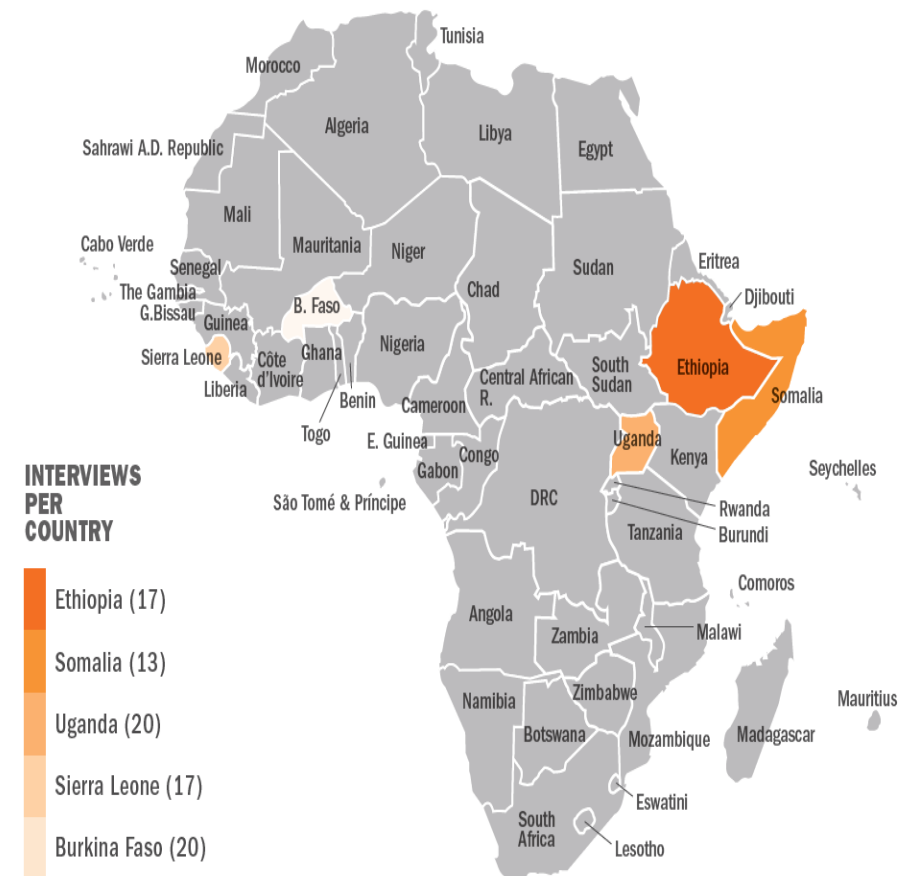 Tunisia
Morocco
Algeria
Libya
Egypt
Sahrawi A.D. Republic
Mali
Mauritania
Niger
Cabo Verde
Senegal
Chad
Sudan
Eritrea
The Gambia
Djibouti
G.Bissau
Guinea
B. Faso
Nigeria
Sierra Leone
Côte
d'Ivoire
Ghana
Central African
R.
South
Sudan
Ethiopia
Liberia
Benin
Cameroon
Somalia
Togo
E. Guinea
Congo
Uganda
Kenya
Gabon
Seychelles
São Tomé & Príncipe
DRC
Rwanda
Tanzania
Burundi
Comoros
Angola
Zambia
Malawi
Namibia
Zimbabwe
Mauritius
Botswana
Mozambique
Madagascar
Eswatini
South
Africa
Lesotho
INTERVIEWS
PER
COUNTRY
Ethiopia (17)
Somalia (13)
Uganda (20)
Sierra Leone (17)
Burkina Faso (20)